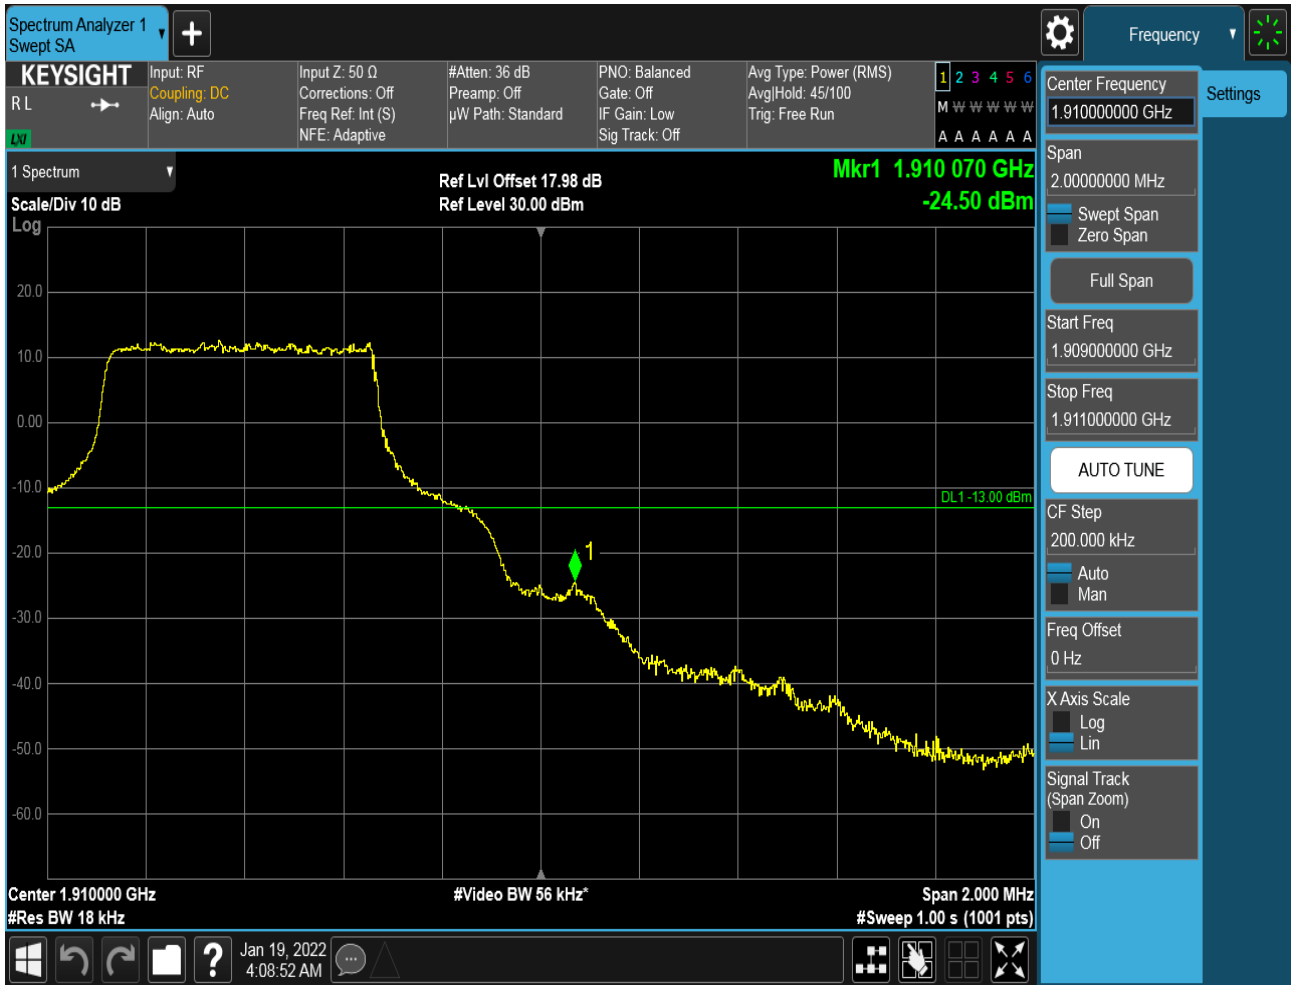 Spectrum Analyzer 1
Swept SA
Frequency
KEYSIGHT
R L
LXI
Input: RF
Coupling: DC
Align: Auto
Input Z: 50 Ω
Corrections: Off
Freq Ref: Int (S)
NFE: Adaptive
#Atten: 36 dB
Preamp: Off
µW Path: Standard
PNO: Balanced
Gate: Off
IF Gain: Low
Sig Track: Off
Avg Type: Power (RMS)
Avg|Hold: 45/100
Trig: Free Run
1 2 3 4 5 6
M W W W W W
A A A A A A
1 Spectrum
Scale/Div 10 dB
Log
Ref Lvl Offset 17.98 dB
Ref Level 30.00 dBm
Mkr1 1.910 070 GHz
-24.50 dBm
20.0
10.0
0.00
-10.0
-20.0
-30.0
-40.0
-50.0
-60.0
DL1 -13.00 dBm
1
Center 1.910000 GHz
#Res BW 18 kHz
#Video BW 56 kHz*
Span 2.000 MHz
#Sweep 1.00 s (1001 pts)
Center Frequency
1.910000000 GHz
Settings
Span
2.00000000 MHz
Swept Span
Zero Span
Full Span
Start Freq
1.909000000 GHz
Stop Freq
1.911000000 GHz
AUTO TUNE
CF Step
200.000 kHz
Auto
Man
Freq Offset
0 Hz
X Axis Scale
Log
Lin
Signal Track
(Span Zoom)
On
Off
?
Jan 19, 2022
4:08:52 AM